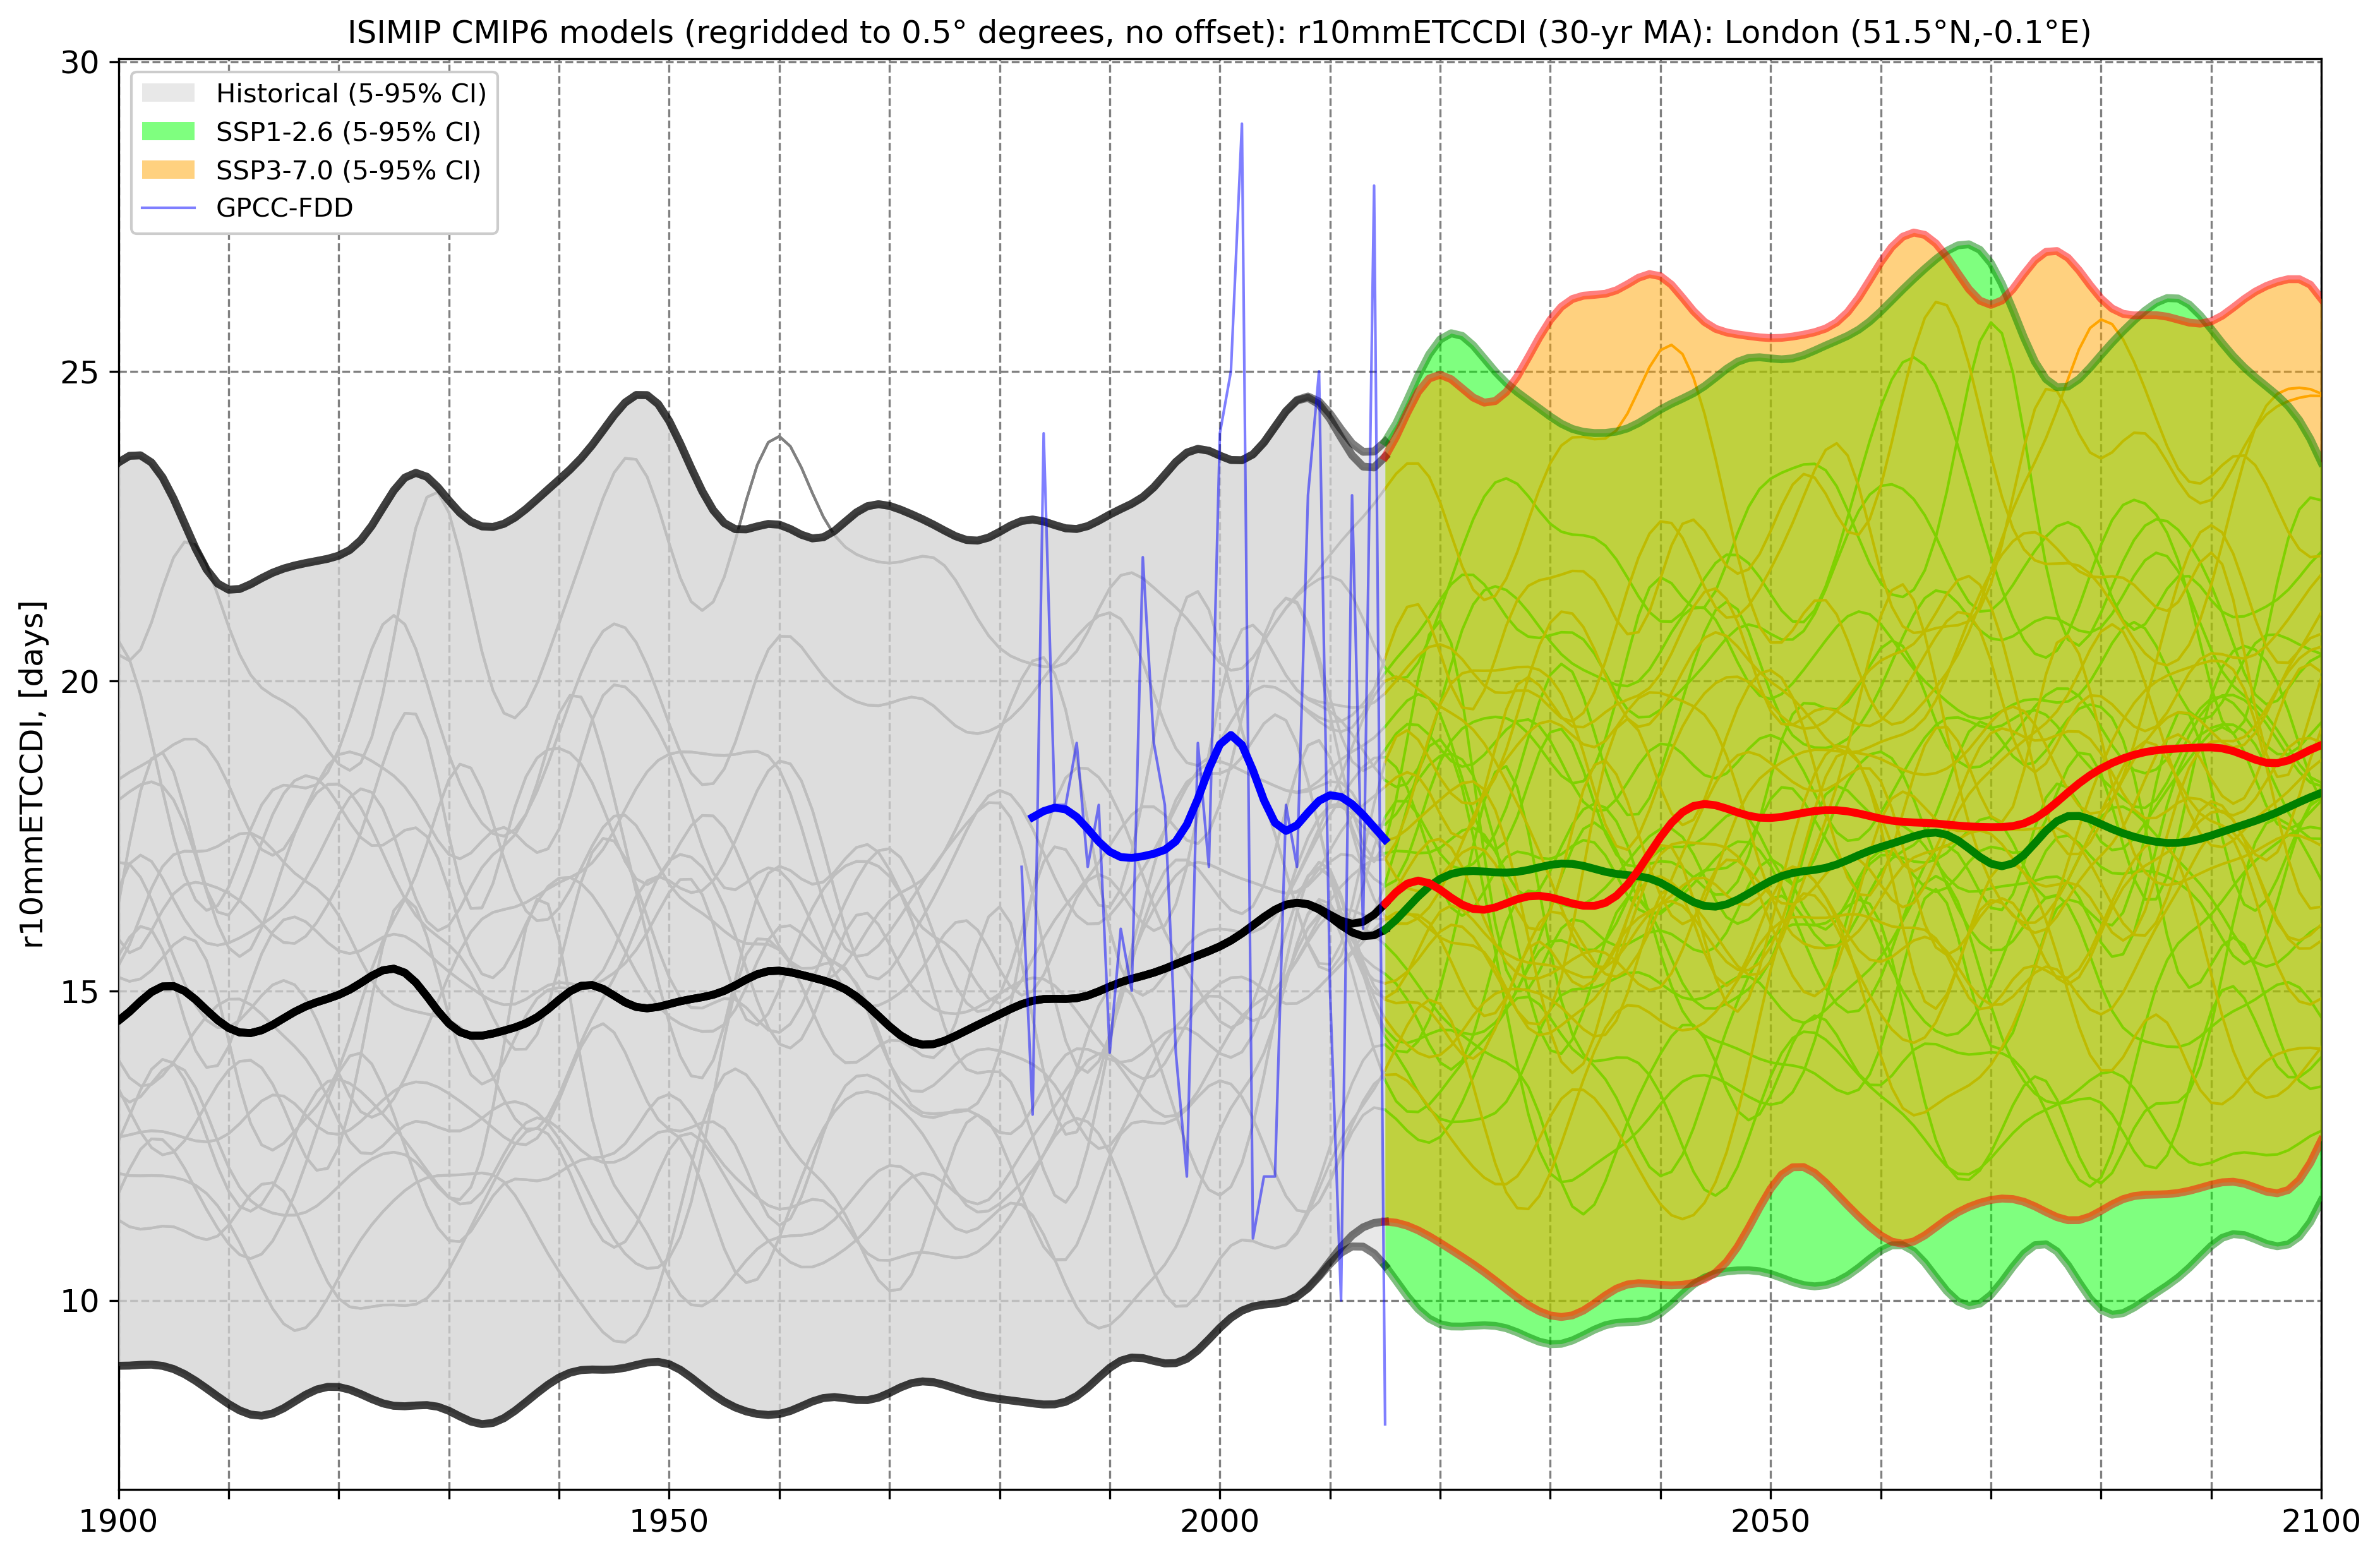 ISIMIP CMIP6 models (regridded to 0.5° degrees, no offset): r10mmETCCDI (30-yr MA): London (51.5°N,-0.1°E)
Historical (5-95% CI)
SSP1-2.6 (5-95% CI)
SSP3-7.0 (5-95% CI)
GPCC-FDD
r10mmETCCDI, [days]
30
25
20
15
10
1900
1950
2000
2050
2100